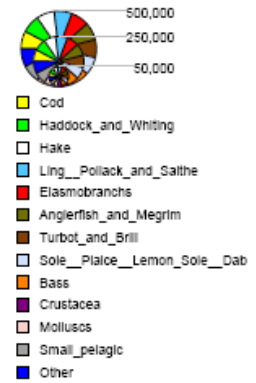 500,000
250,000
50,000
Cod
Haddock_and_Whiting
Hake
Ling__Pollack_and_Saithe
Elasmobranchs
Anglerfish_and_Megrim
Turbot_and_Brill
Sole__Plaice__Lemon_Sole__Dab
Bass
Crustacea
Molluscs
Small_pelagic
Other